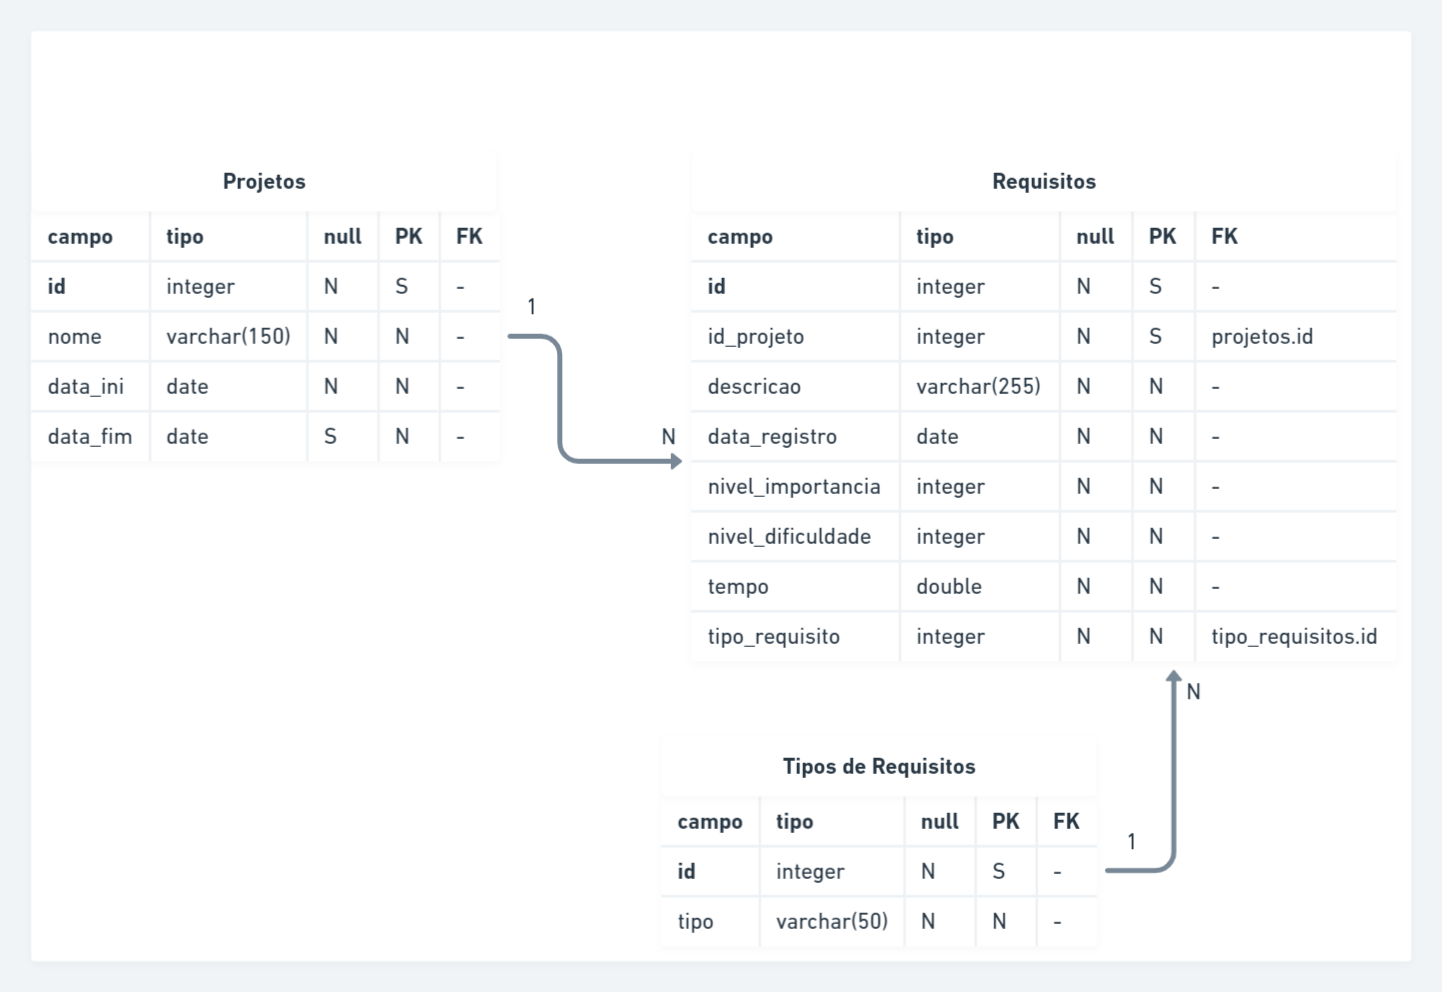 Projetos
campo tipo null PK FK
id integer N S -
nome varchar(150) N N -
data_ini date N N -
data_fim date S N -
1
N
Requisitos
campo tipo null PK FK
id integer N S -
id_projeto integer N S projetos.id
descricao varchar(255) N N -
data_registro date N N -
nivel_importancia integer N N -
nivel_dificuldade integer N N -
tempo double N N -
tipo_requisito integer N N tipo_requisitos.id
N
Tipos de Requisitos
campo tipo null PK FK
id integer N S -
tipo varchar(50) N N -
1